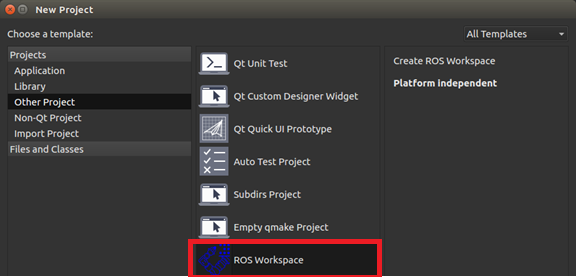 New Project
Choose a template:
All Templates
Projects
Application
Library
Other Project
Non-Qt Project
Import Project
Files and Classes
Qt Unit Test
Qt Custom Designer Widget
Qt Quick UI Prototype
Auto Test Project
Subdirs Project
Empty qmake Project
ROS Workspace
Create ROS Workspace
Platform independent